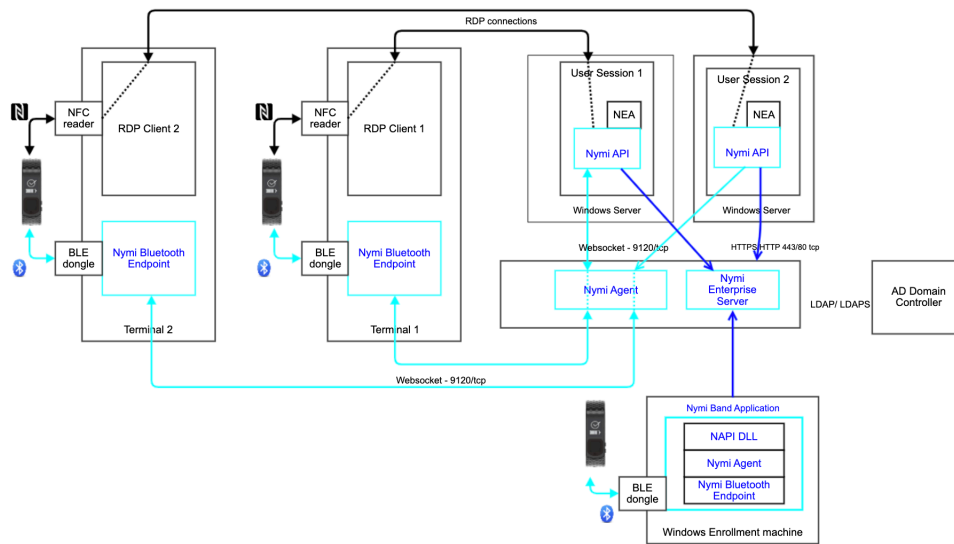 RDP connections
NFC
reader
RDP Client 2
NFC
reader
RDP Client 1
User Session 1
NEA
Nymi API
User Session 2
NEA
Nymi API
Windows Server
Windows Server
BLE
dongle
Nymi Bluetooth
Endpoint
BLE
dongle
Nymi Bluetooth
Endpoint
Websocket - 9120/tcp
HTTPS/HTTP 443/80 tcp
Nymi Agent
Nymi
Enterprise
Server
LDAP/ LDAPS
AD Domain
Controller
Terminal 2
Terminal 1
Websocket - 9120/tcp
Nymi Band Application
NAPI DLL
Nymi Agent
Nymi Bluetooth
Endpoint
BLE
dongle
Windows Enrollment machine